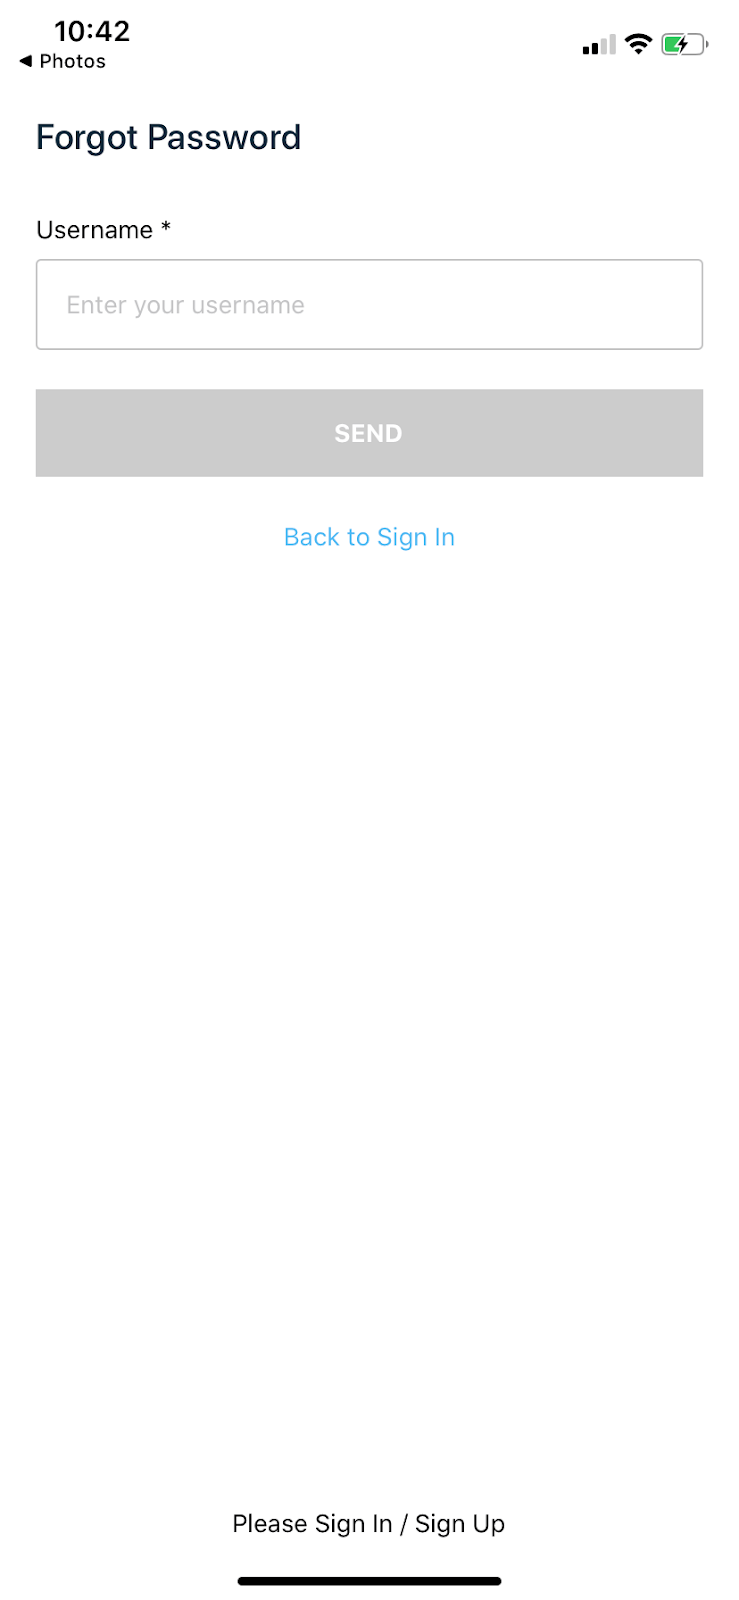 10:42
◀ Photos
Forgot Password
Username *
Enter your username
SEND
Back to Sign In
Please Sign In / Sign Up